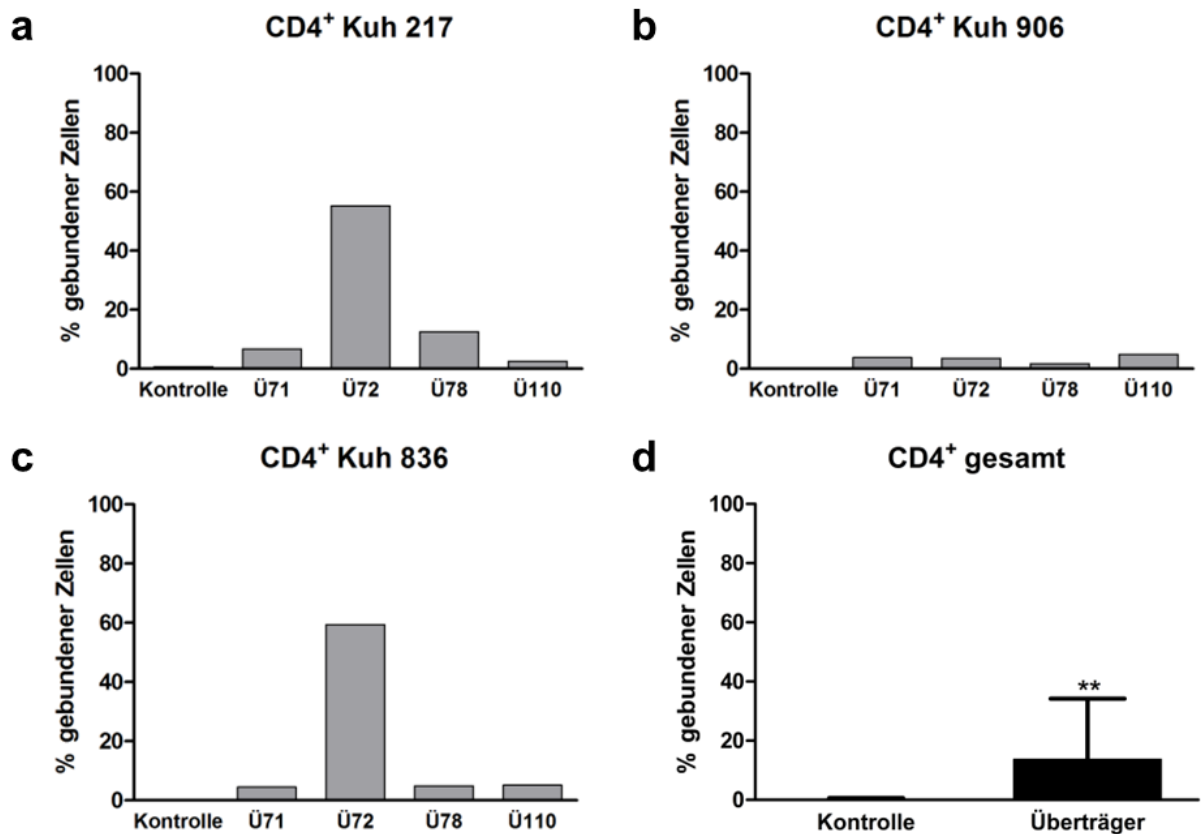 a
CD4⁺ Kuh 217
% gebundener Zellen
100
80
60
40
20
0
Kontrolle Ü71 Ü72 Ü78 Ü110
b
CD4⁺ Kuh 906
% gebundener Zellen
100
80
60
40
20
0
Kontrolle Ü71 Ü72 Ü78 Ü110
c
CD4⁺ Kuh 836
% gebundener Zellen
100
80
60
40
20
0
Kontrolle Ü71 Ü72 Ü78 Ü110
d
CD4⁺ gesamt
% gebundener Zellen
100
80
60
40
20
0
**
Kontrolle Überträger